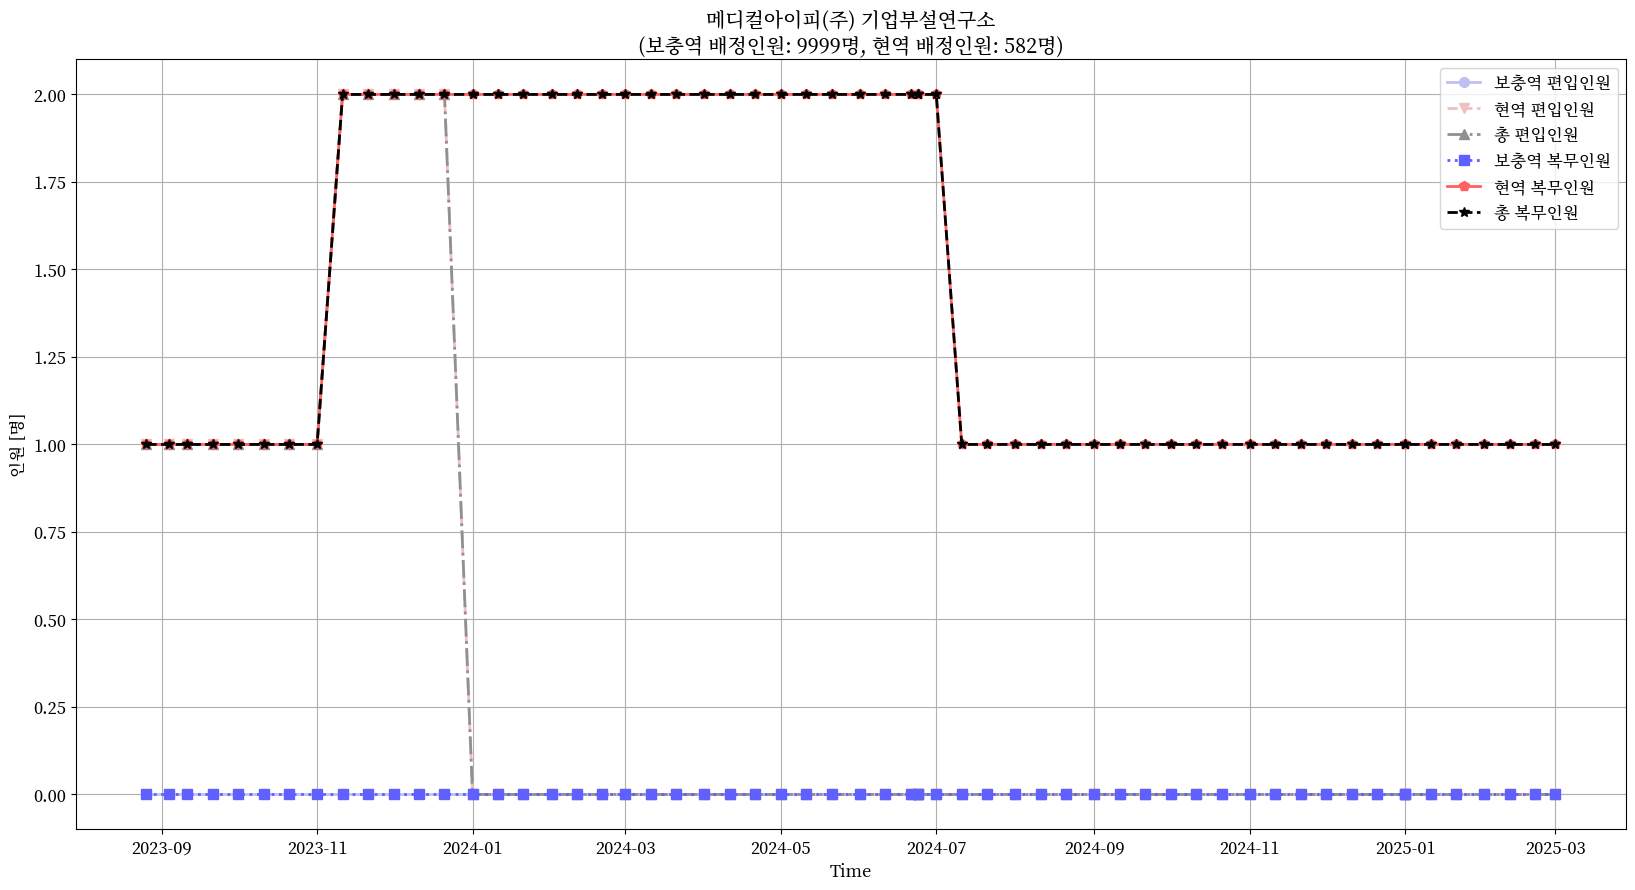 메디컬아이피(주) 기업부설연구소
(보충역 배정인원: 9999명, 현역 배정인원: 582명)
보충역 편입인원
현역 편입인원
총 편입인원
보충역 복무인원
현역 복무인원
총 복무인원
인원 [명]
2.00
1.75
1.50
1.25
1.00
0.75
0.50
0.25
0.00
2023-09 2023-11 2024-01 2024-03 2024-05 2024-07 2024-09 2024-11 2025-01 2025-03
Time